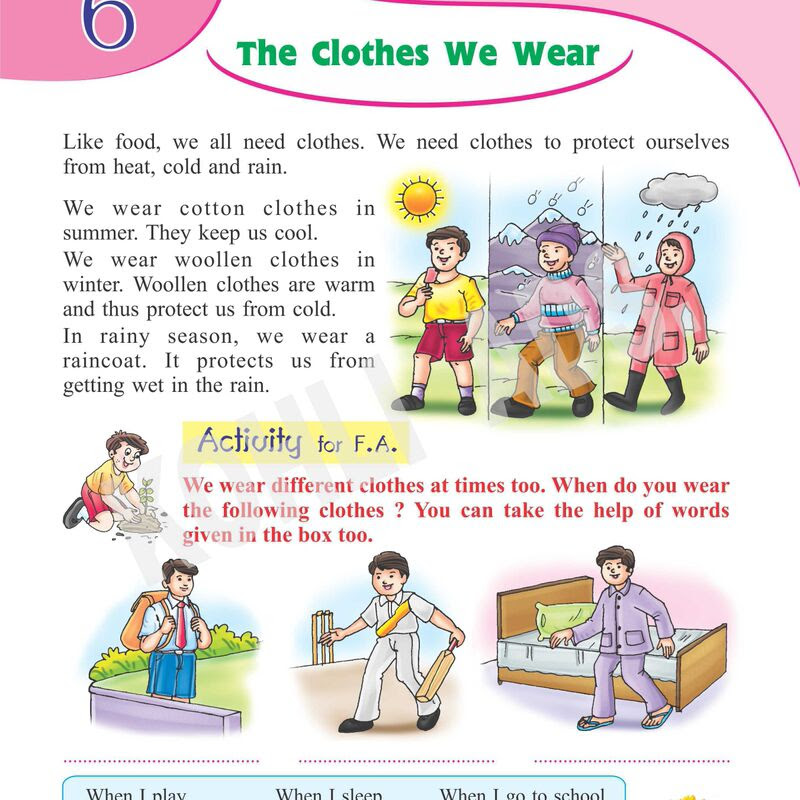 6
The Clothes We Wear
Like food, we all need clothes. We need clothes to protect ourselves
from heat, cold and rain.
We wear cotton clothes in
summer. They keep us cool.
We wear woollen clothes in
winter. Woollen clothes are warm
and thus protect us from cold.
In rainy season, we wear a
raincoat. It protects us from
getting wet in the rain.
Activity for F.A.
We wear different clothes at times too. When do you wear
the following clothes ? You can take the help of words
given in the box too.
When I play
When I sleep
When I go to school